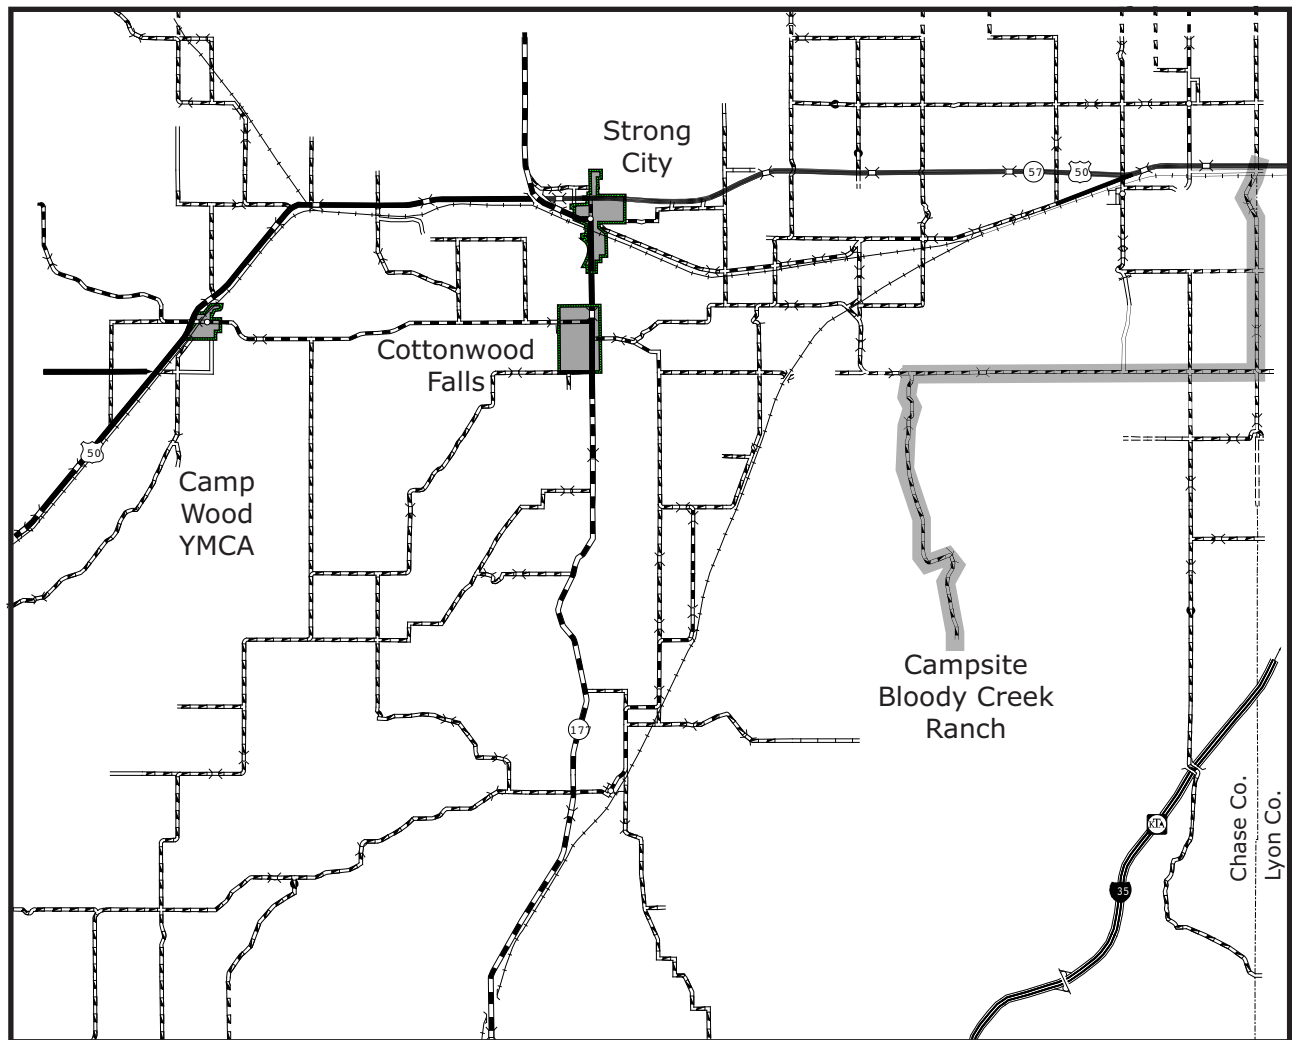 Strong
City
57
50
Cottonwood
Falls
50
Camp
Wood
YMCA
Campsite
Bloody Creek
Ranch
177
Chase Co.
Lyon Co.
KTA
35